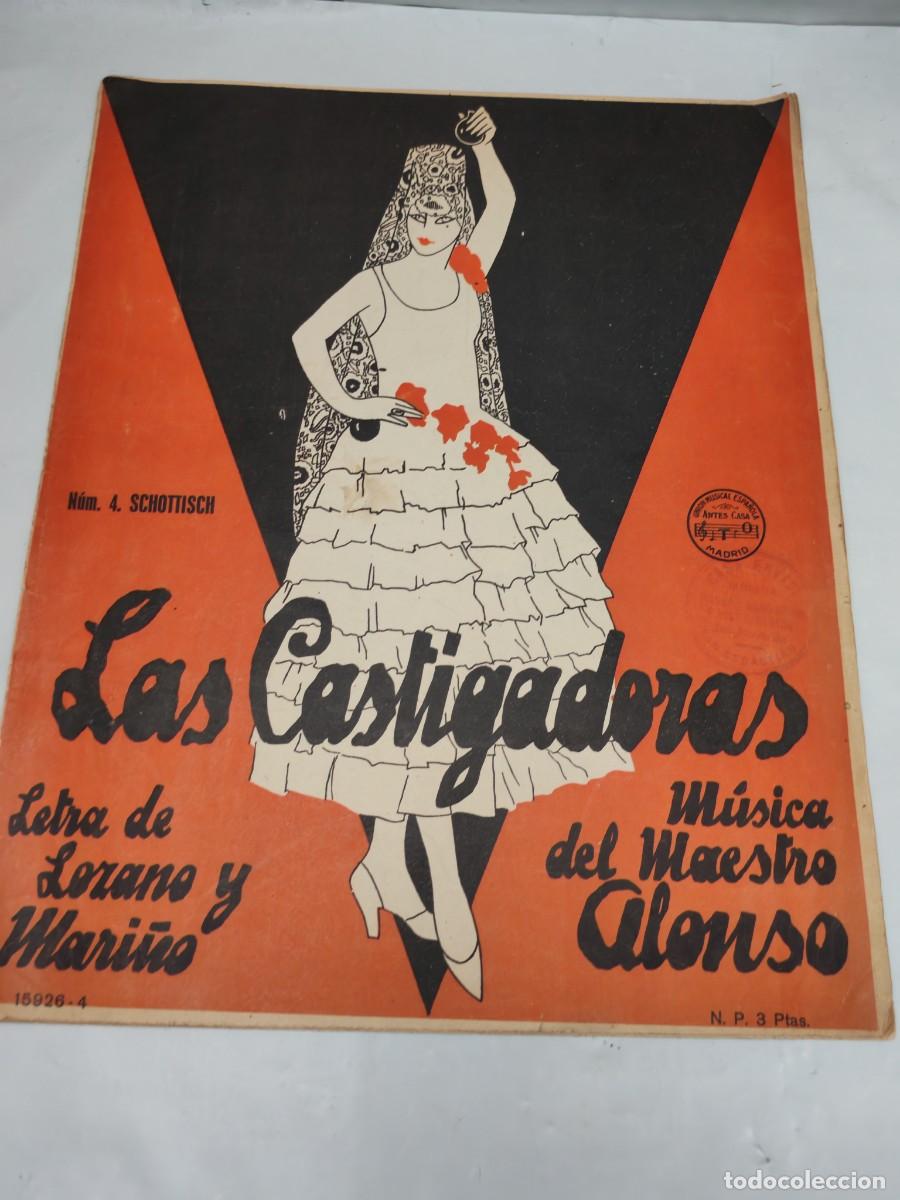 Núm. 4. SCHOTTISCH
UNION MUSICAL ESPAÑOLA
ANTES CASA
MADRID
Las Castigadoras
Letra de
Lozano y
Mariño
Música
del Maestro
Alonso
15926-4
N. P. 3 Ptas.
todocoleccion